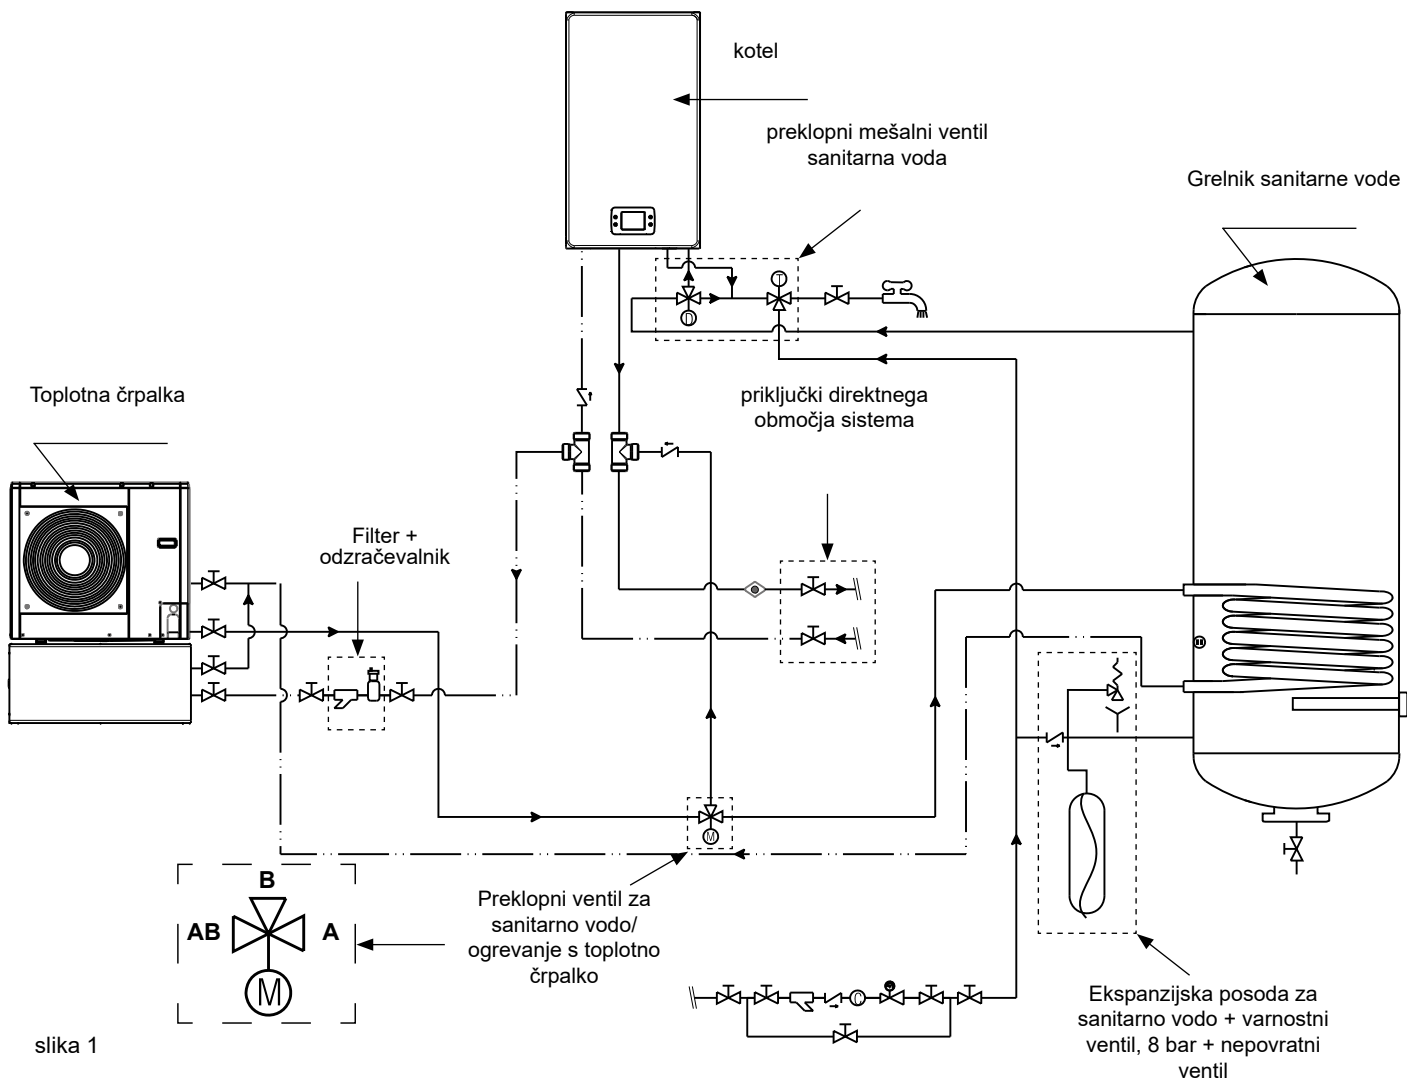 kotel
preklopni mešalni ventil
sanitarna voda
Grelnik sanitarne vode
T
D
Toplotna črpalka
priključki direktnega
območja sistema
Filter +
odzračevalnik
M
B
AB
A
M
Preklopni ventil za
sanitarno vodo/
ogrevanje s toplotno
črpalko
C
Ekspanzijska posoda za
sanitarno vodo + varnostni
ventil, 8 bar + nepovratni
ventil
slika 1